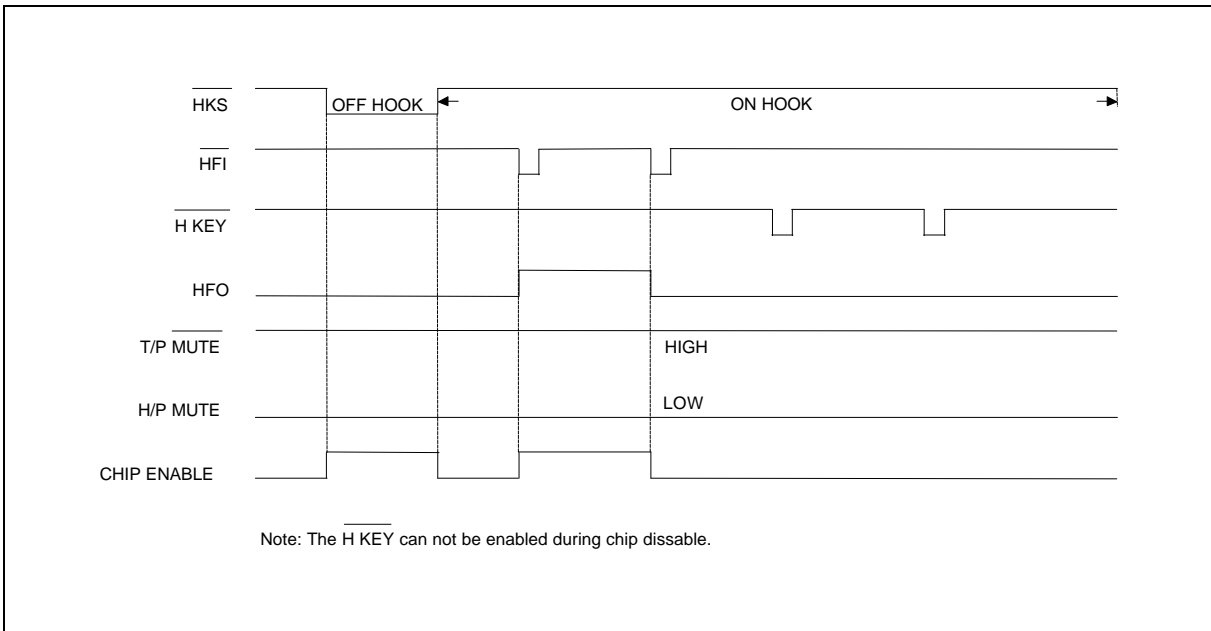 HKS
OFF HOOK
ON HOOK
HFI
H KEY
HFO
T/P MUTE
HIGH
H/P MUTE
LOW
CHIP ENABLE
Note: The H KEY can not be enabled during chip dissable.